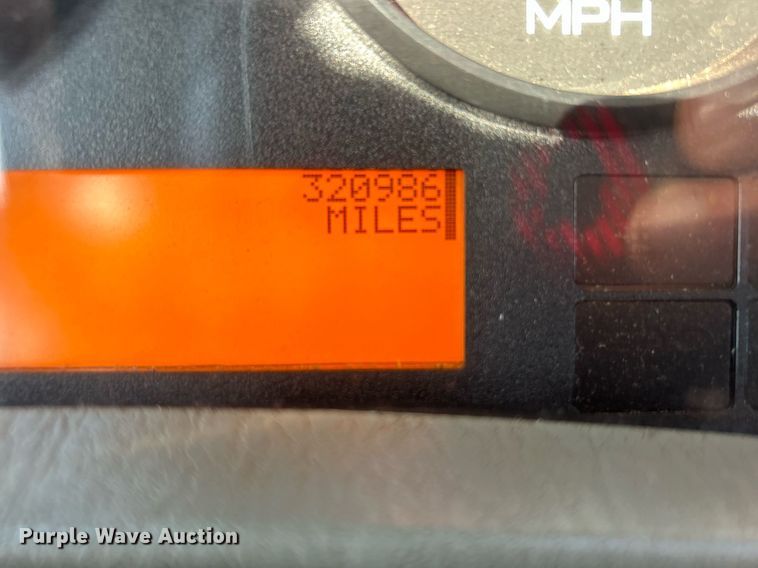 MPH
320986
MILES
Purple Wave Auction